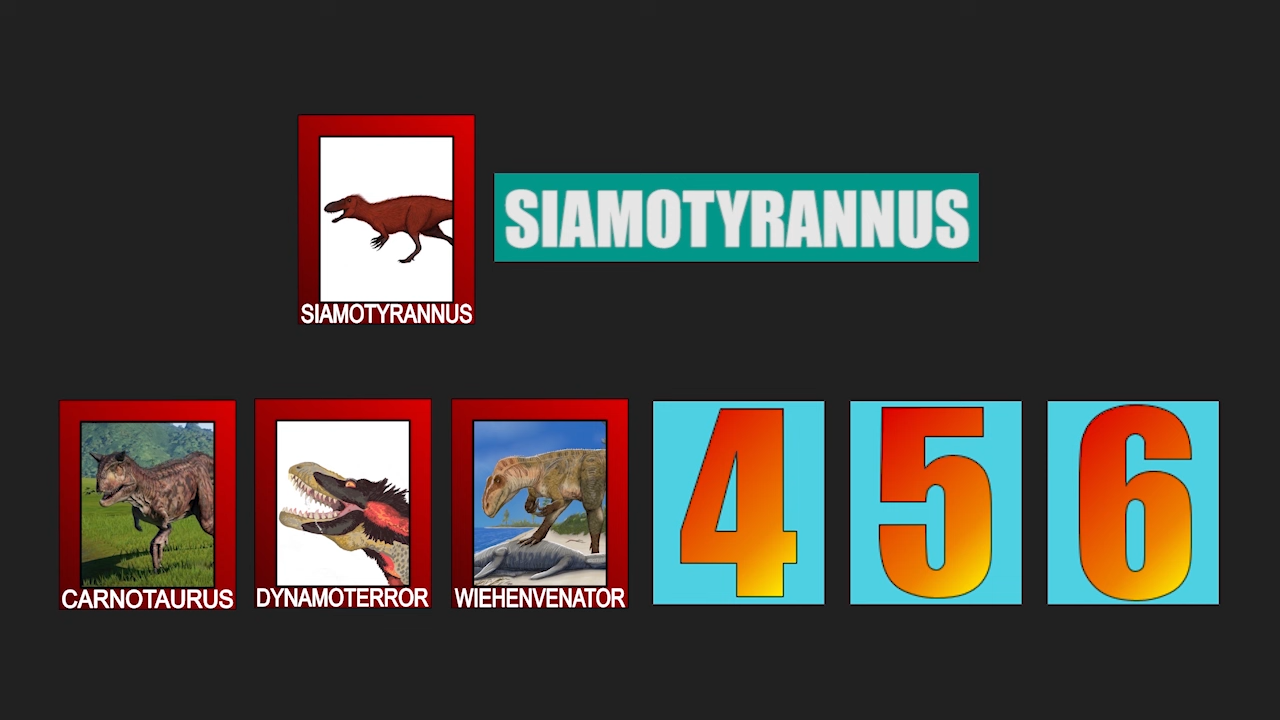 SIAMOTYRANNUS
SIAMOTYRANNUS
CARNOTAURUS
DYNAMOTERROR
WIEHENVENATOR
4
5
6